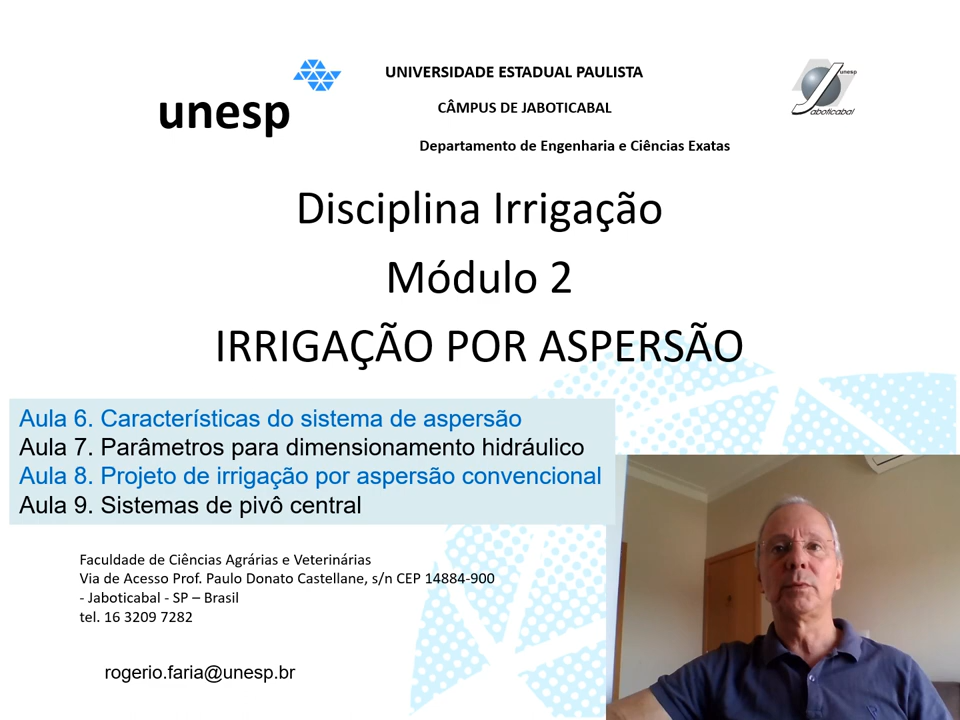 unesp
UNIVERSIDADE ESTADUAL PAULISTA
CÂMPUS DE JABOTICABAL
Departamento de Engenharia e Ciências Exatas
unesp
Jaboticabal
Disciplina Irrigação
Módulo 2
IRRIGAÇÃO POR ASPERSÃO
Aula 6. Características do sistema de aspersão
Aula 7. Parâmetros para dimensionamento hidráulico
Aula 8. Projeto de irrigação por aspersão convencional
Aula 9. Sistemas de pivô central
Faculdade de Ciências Agrárias e Veterinárias
Via de Acesso Prof. Paulo Donato Castellane, s/n CEP 14884-900
- Jaboticabal - SP – Brasil
tel. 16 3209 7282
rogerio.faria@unesp.br